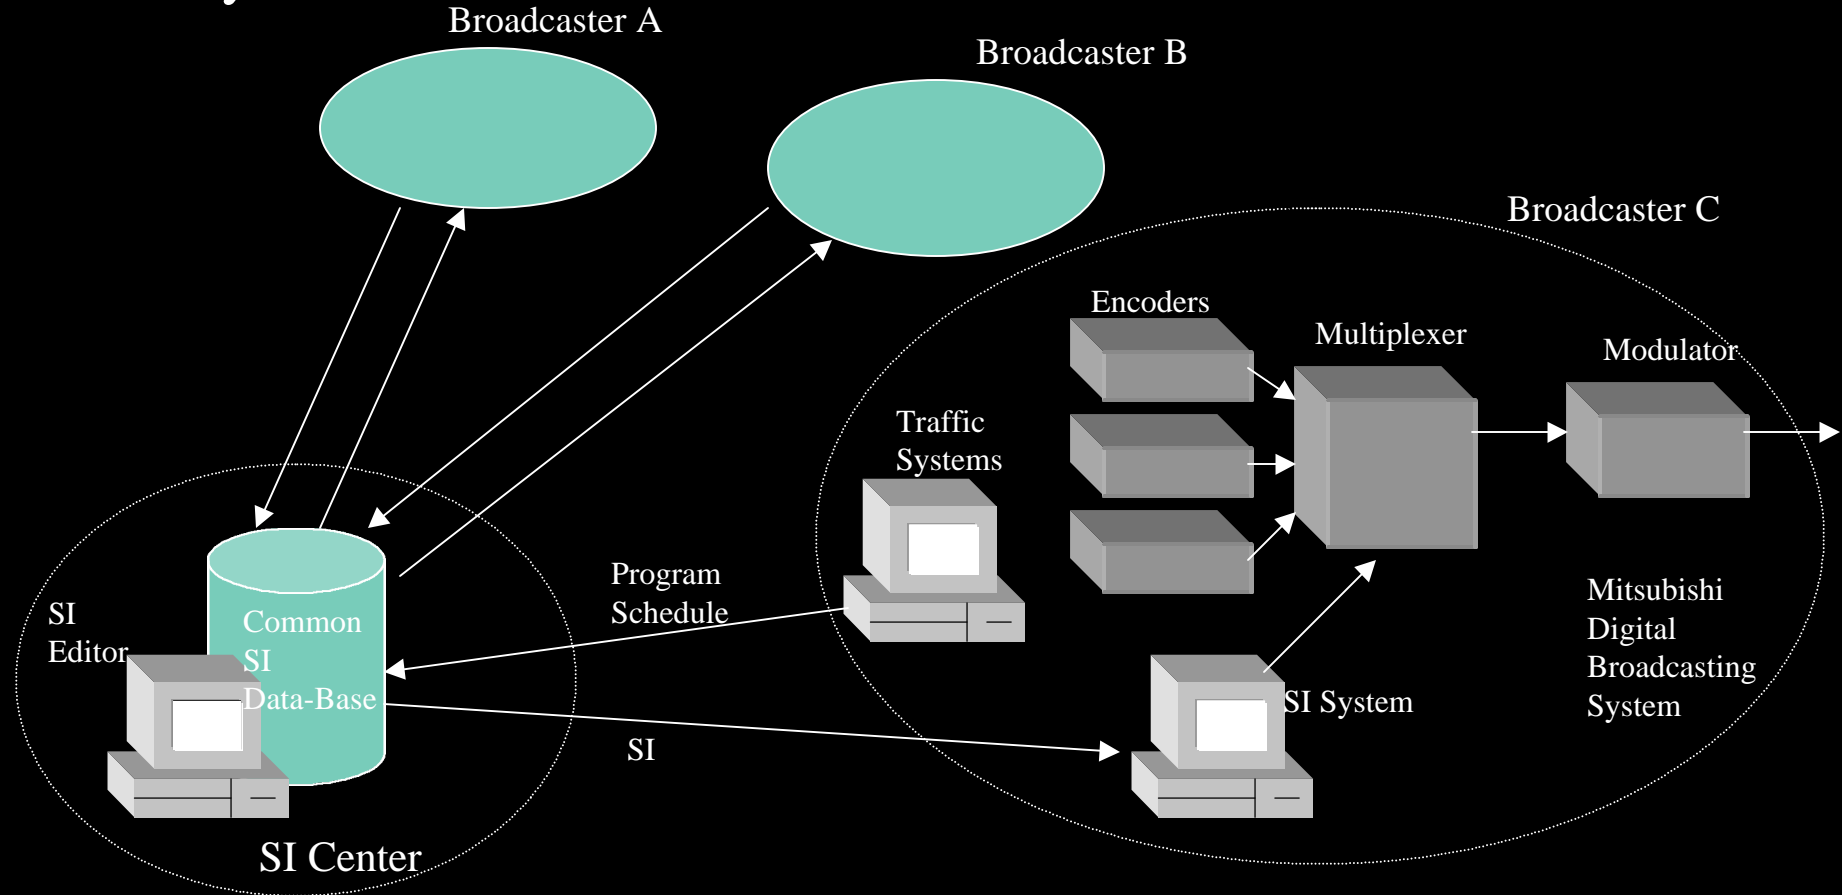 Broadcaster A
Broadcaster B
Broadcaster C
Encoders
Multiplexer
Modulator
Traffic
Systems
Program
Schedule
SI
Editor
Common
SI
Data-Base
Mitsubishi
Digital
Broadcasting
System
SI System
SI
SI Center